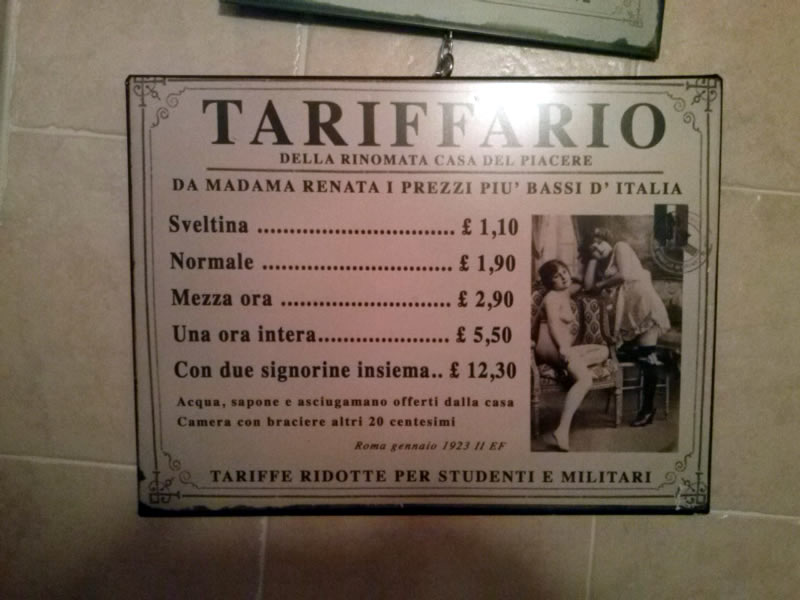 TARIFFARIO
DELLA RINOMATA CASA DEL PIACERE
DA MADAMA RENATA I PREZZI PIU' BASSI D' ITALIA
Sveltina ................................ £ 1,10
Normale ............................... £ 1,90
Mezza ora ............................ £ 2,90
Una ora intera...................... £ 5,50
Con due signorine insiema.. £ 12,30
Acqua, sapone e asciugamano offerti dalla casa
Camera con braciere altri 20 centesimi
Roma gennaio 1923 II EF
TARIFFE RIDOTTE PER STUDENTI E MILITARI